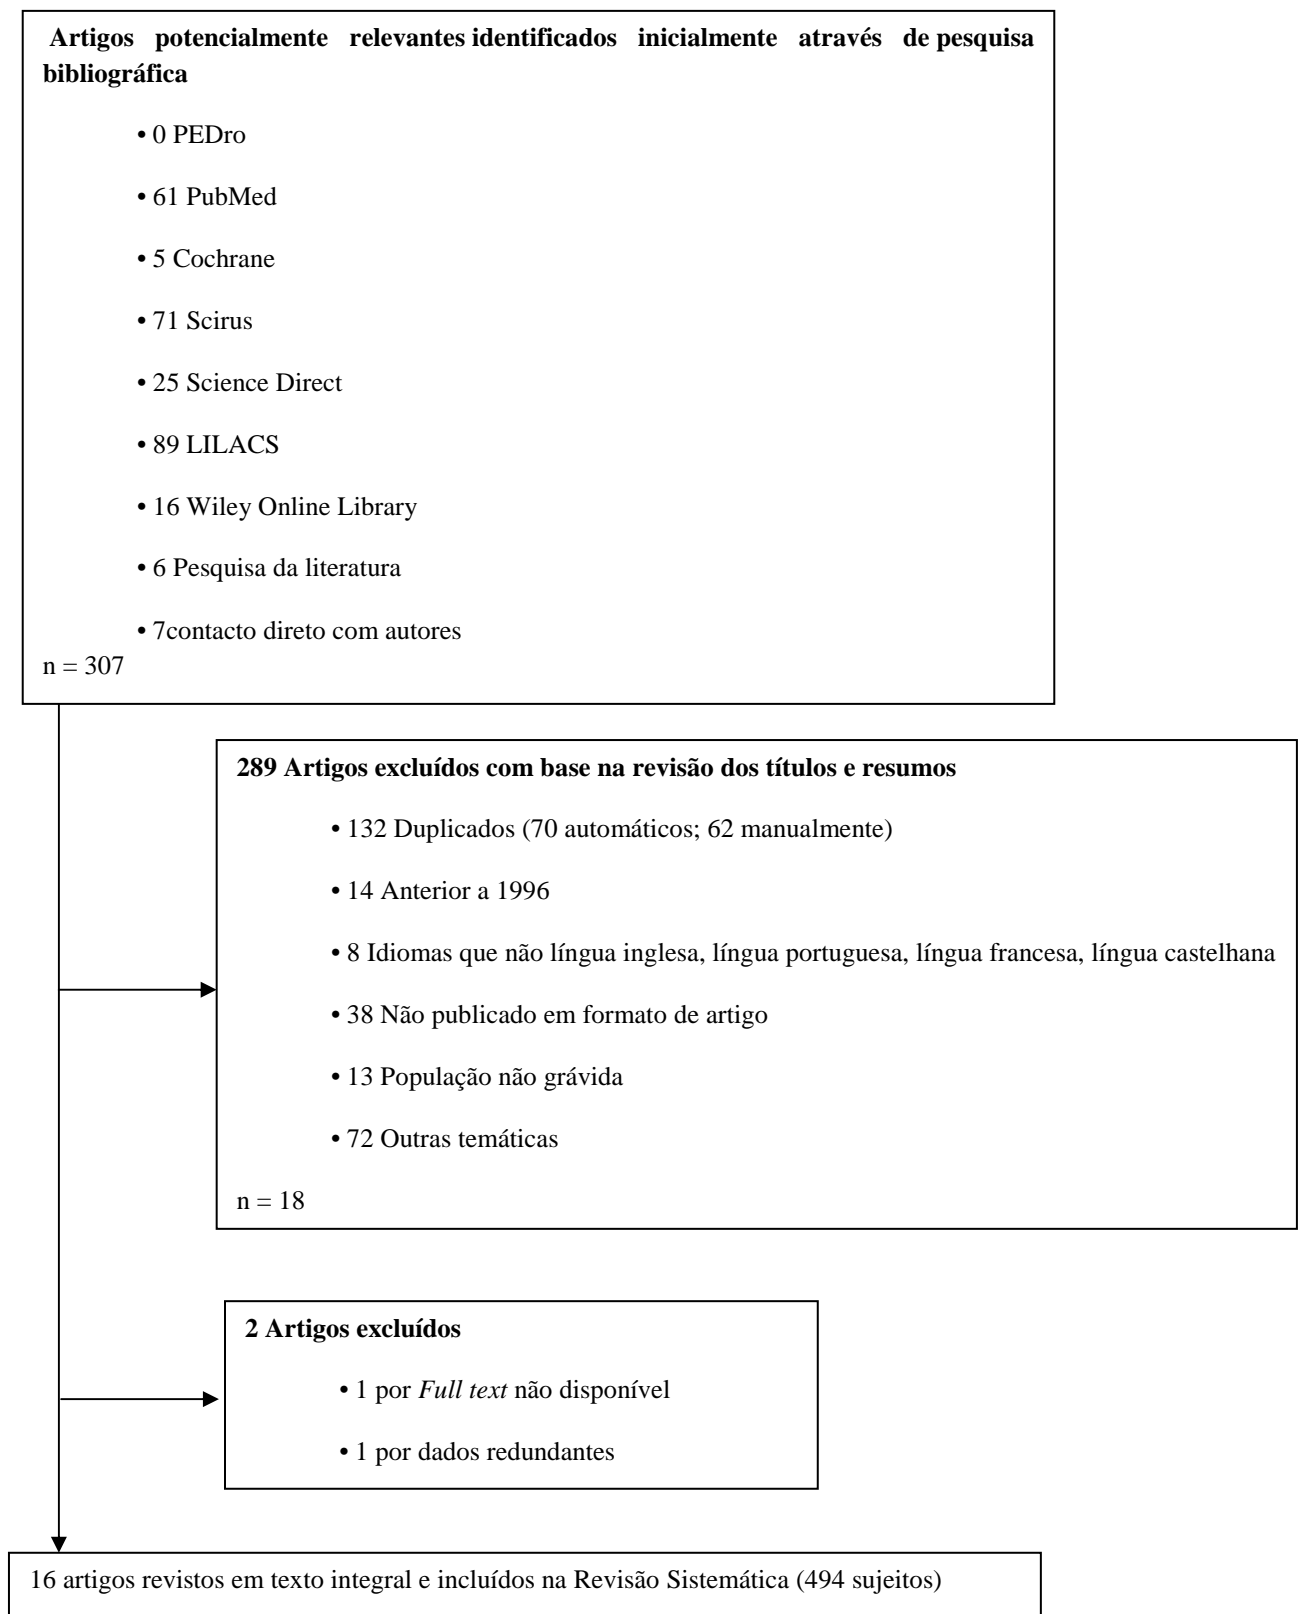 Artigos potencialmente relevantes identificados inicialmente através de pesquisa
bibliográfica
• 0 PEDro
• 61 PubMed
• 5 Cochrane
• 71 Scirus
• 25 Science Direct
• 89 LILACS
• 16 Wiley Online Library
• 6 Pesquisa da literatura
• 7contacto direto com autores
n = 307
289 Artigos excluídos com base na revisão dos títulos e resumos
• 132 Duplicados (70 automáticos; 62 manualmente)
• 14 Anterior a 1996
• 8 Idiomas que não língua inglesa, língua portuguesa, língua francesa, língua castelhana
• 38 Não publicado em formato de artigo
• 13 População não grávida
• 72 Outras temáticas
n = 18
2 Artigos excluídos
• 1 por Full text não disponível
• 1 por dados redundantes
16 artigos revistos em texto integral e incluídos na Revisão Sistemática (494 sujeitos)